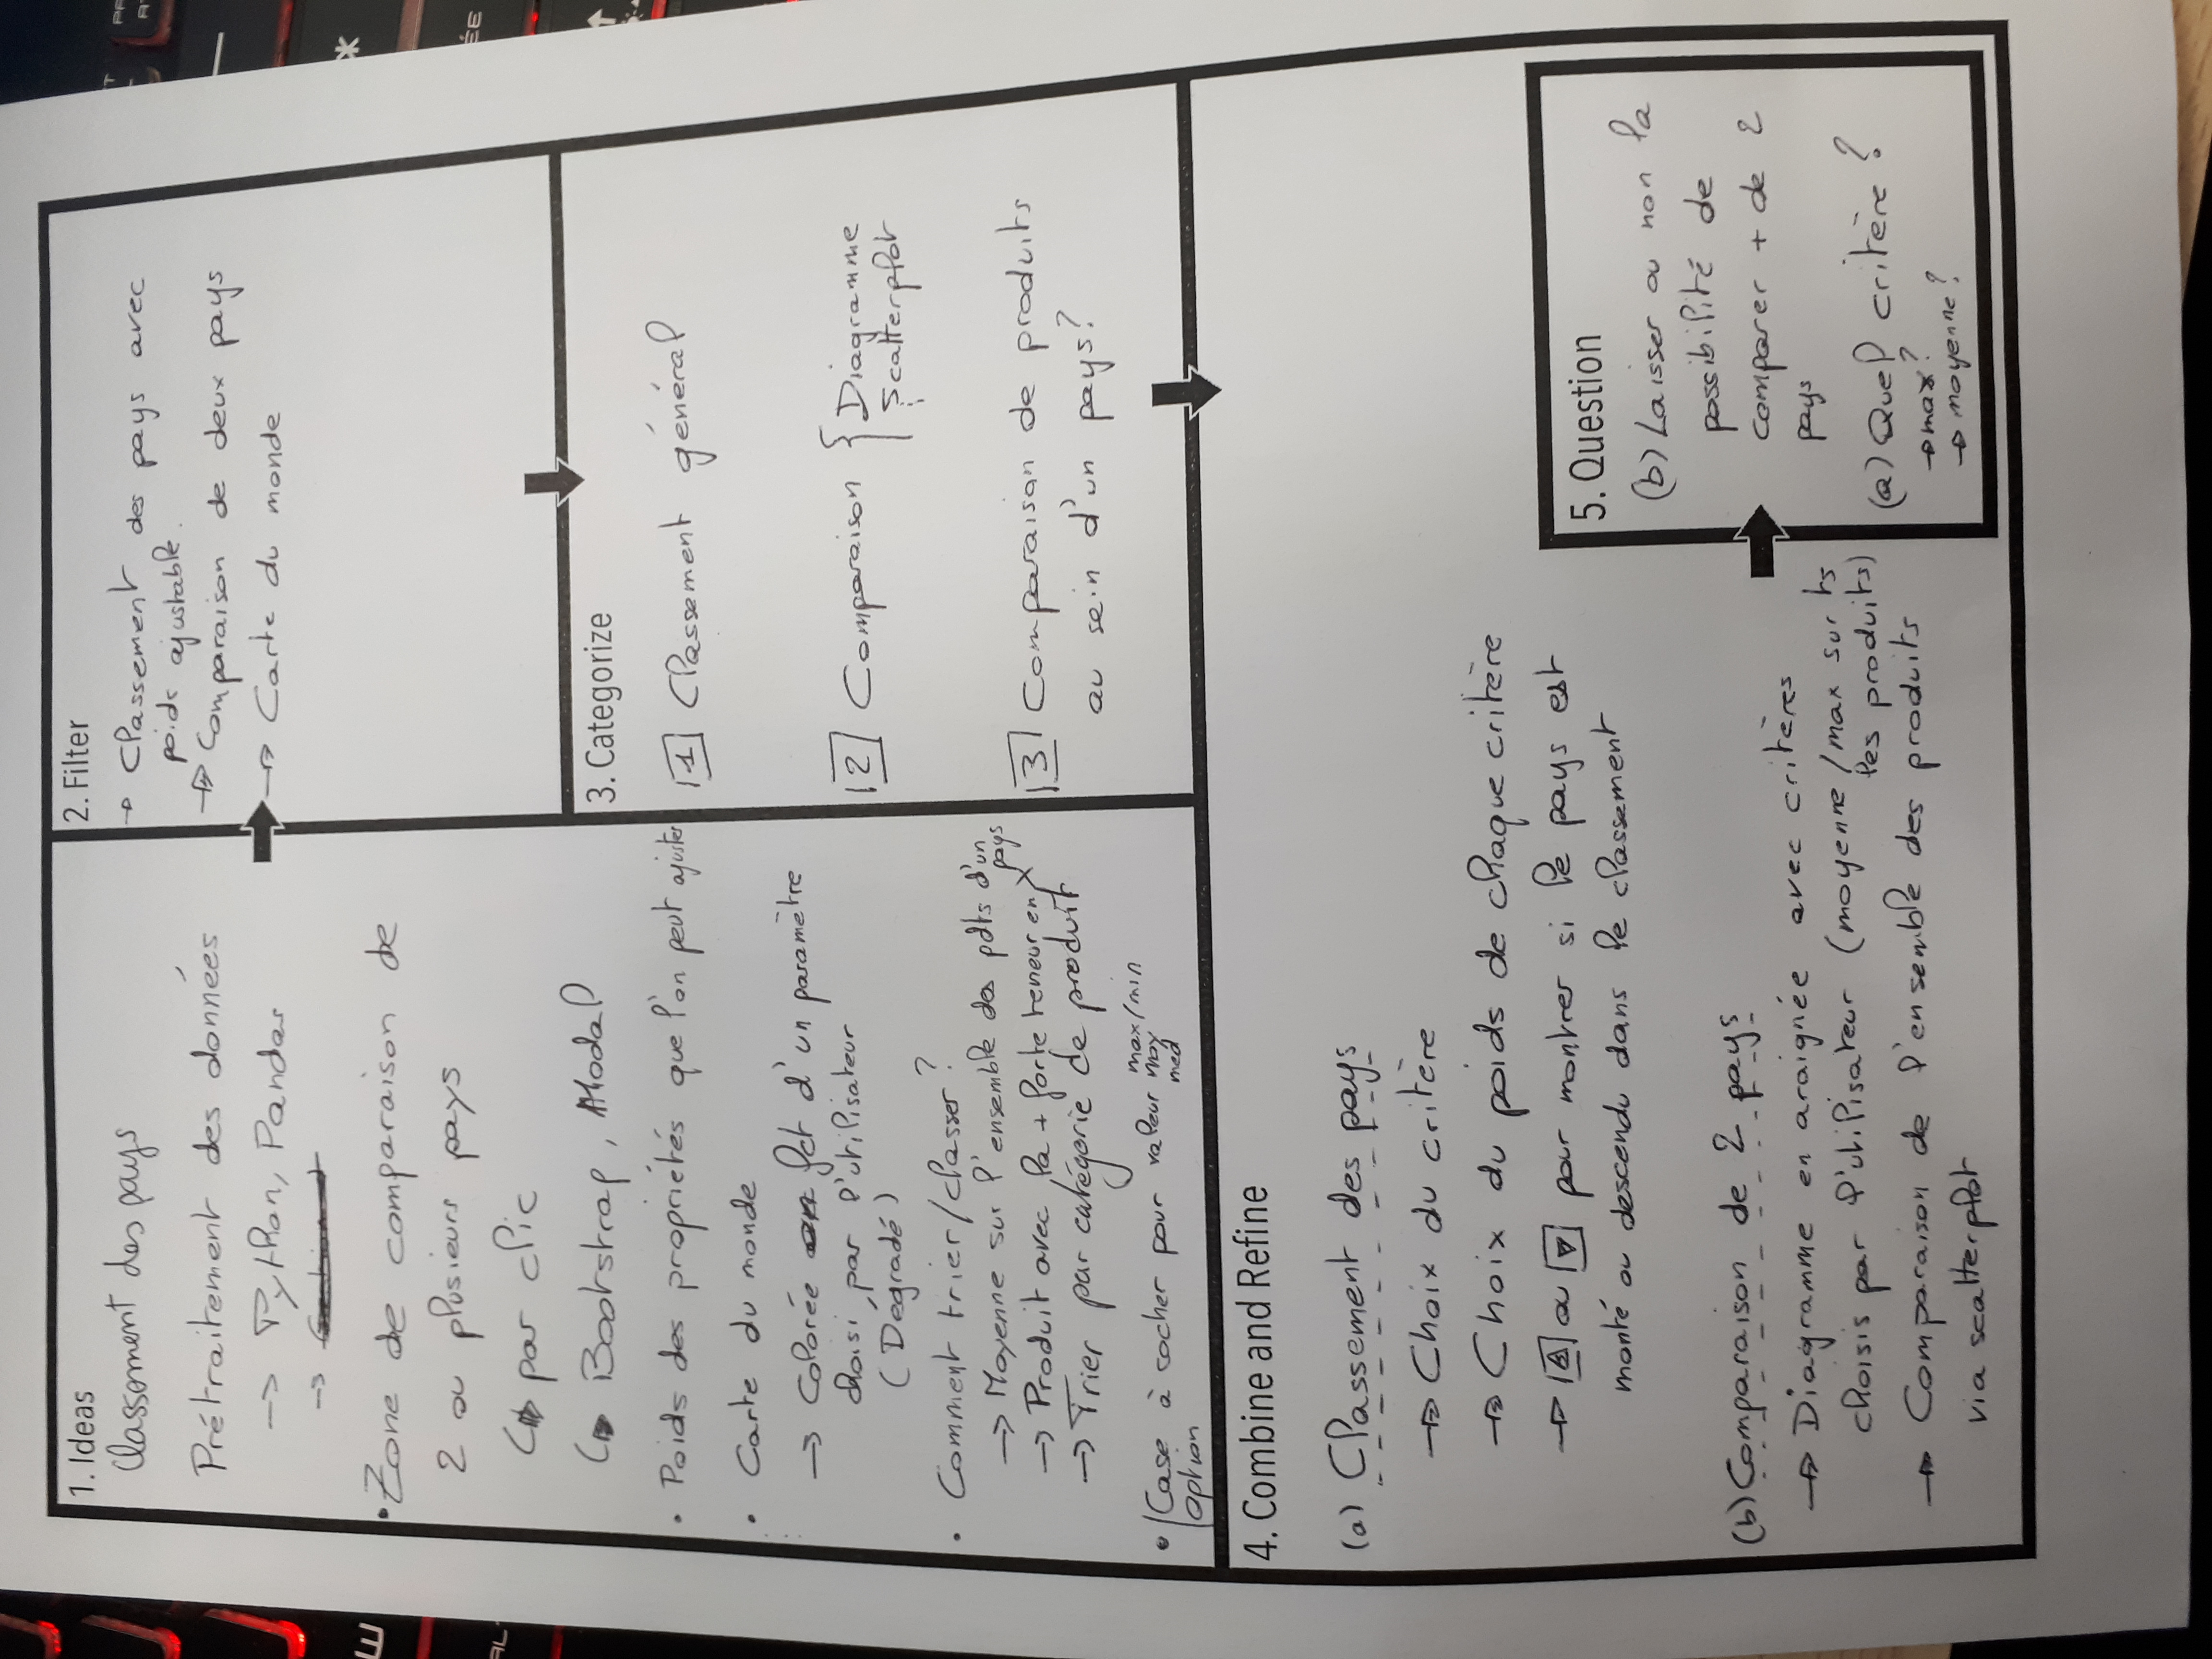 1. Ideas
Classement des pays
Prétraitement des données
-> Python, Pandas
->
• Zone de comparaison de
2 ou plusieurs pays
↳ par clic
↳ Bootstrap, Modal
• Poids des propriétés que l'on peut ajuster
• Carte du monde
-> Colorée en fct d'un paramètre
choisi par l'utilisateur
(Dégradé)
• Comment trier/classer ?
-> Moyenne sur l'ensemble des pdts d'un
pays
-> Produit avec la + forte teneur en X
-> Trier par catégorie de produit
• Case à cocher pour valeur max/min
moy
med
option
2. Filter
-> Classement des pays avec
poids ajustable.
-> Comparaison de deux pays
-> Carte du monde
3. Categorize
1 Classement général
2 Comparaison { Diagramme
Scatterplot
3 Comparaison de produits
au sein d'un pays?
4. Combine and Refine
(a) Classement des pays
-> Choix du critère
-> Choix du poids de chaque critère
-> ▲ ou ▼ pour montrer si le pays est
monté ou descendu dans le classement
(b) Comparaison de 2 pays
-> Diagramme en araignée avec critères
choisis par l'utilisateur (moyenne/max sur ts
les produits)
-> Comparaison de l'ensemble des produits
via scatterplot
5. Question
(b) Laisser ou non la
possibilité de
comparer + de 2
pays
(a) Quel critère ?
-> max ?
-> moyenne ?
E
AL
*
ÉE